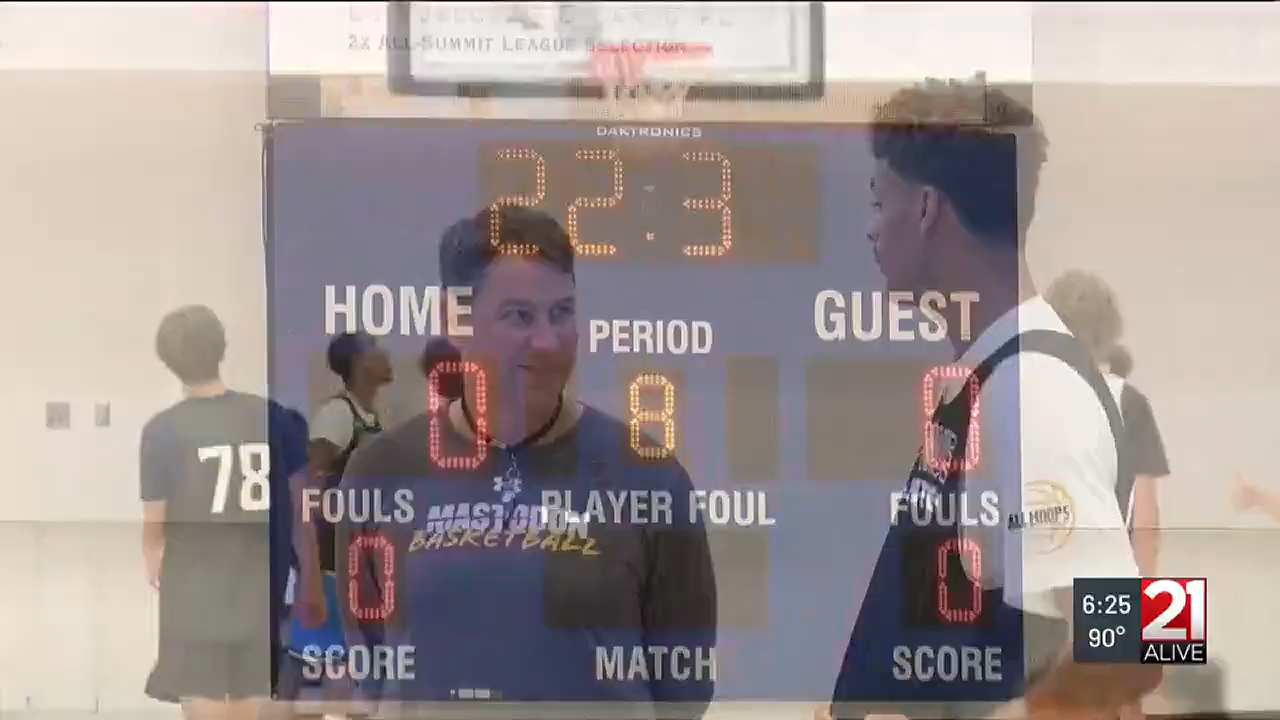 2x All-Summit League Selection
DAKTRONICS
22:3
HOME
GUEST
PERIOD
0
8
0
78
FOULS
PLAYER FOUL
FOULS
MASTODON
BASKETBALL
ALL HOOPS
0
0
SCORE
MATCH
SCORE
6:25
90°
21
ALIVE